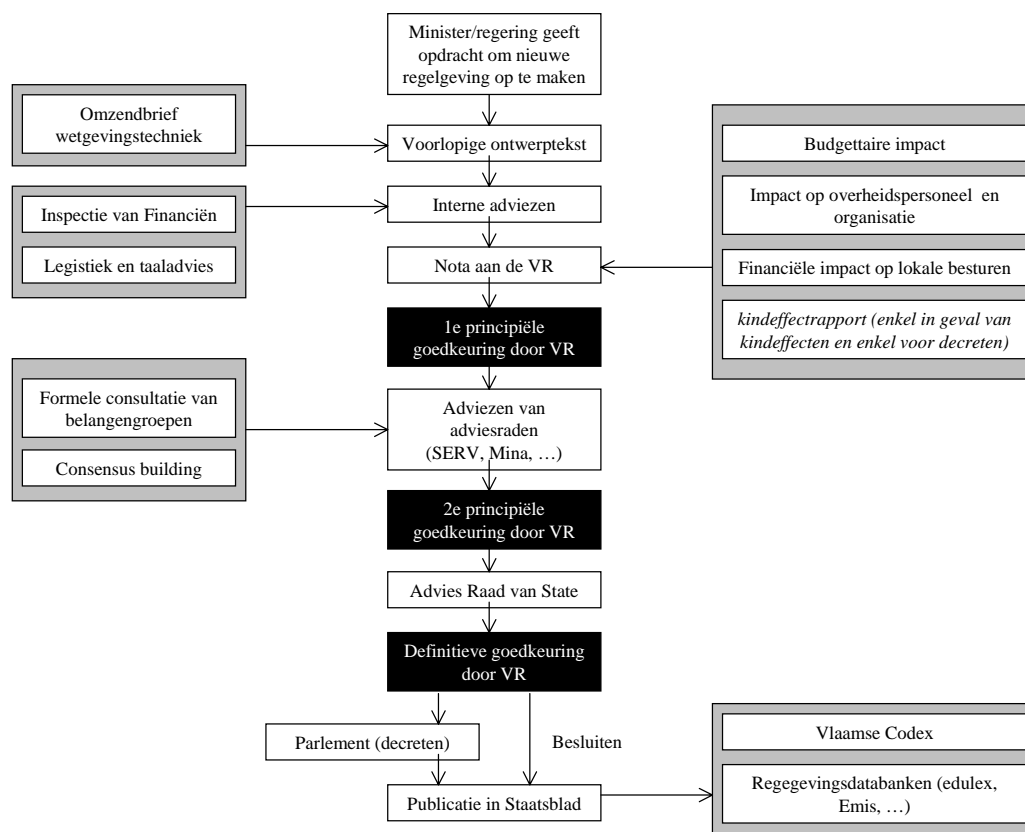 Minister/regering geeft
opdracht om nieuwe
regelgeving op te maken
Omzendbrief
wetgevingstechniek
Voorlopige ontwerptekst
Budgettaire impact
Inspectie van Financiën
Legistiek en taaladvies
Interne adviezen
Impact op overheidspersoneel en
organisatie
Nota aan de VR
Financiële impact op lokale besturen
kindeffectrapport (enkel in geval van
kindeffecten en enkel voor decreten)
1e principiële
goedkeuring door VR
Formele consultatie van
belangengroepen
Consensus building
Adviezen van
adviesraden
(SERV, Mina, …)
2e principiële
goedkeuring door VR
Advies Raad van State
Definitieve goedkeuring
door VR
Parlement (decreten)
Besluiten
Publicatie in Staatsblad
Vlaamse Codex
Regegevingsdatabanken (edulex,
Emis, …)